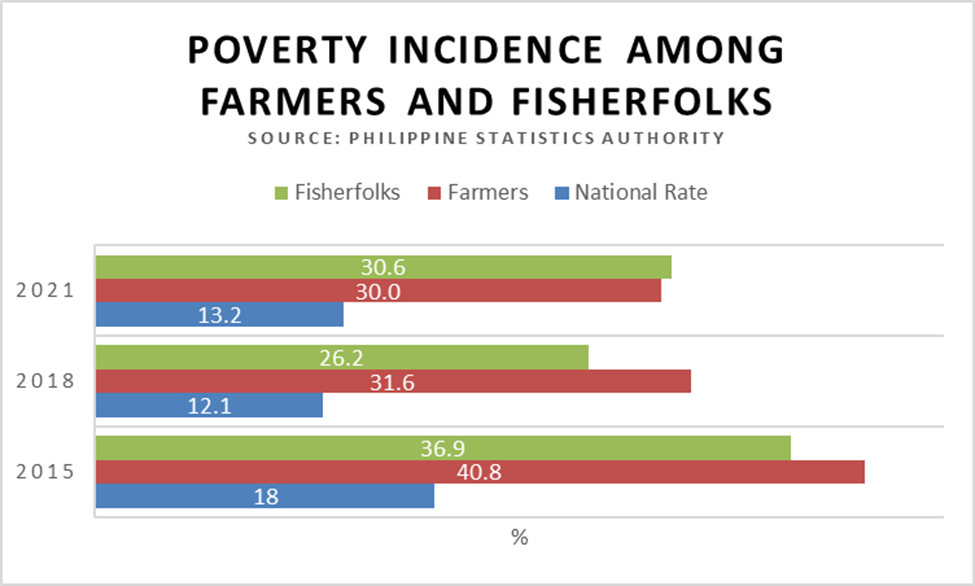 POVERTY INCIDENCE AMONG
FARMERS AND FISHERFOLKS
SOURCE: PHILIPPINE STATISTICS AUTHORITY
Fisherfolks Farmers National Rate
30.6
2021 30.0
13.2
26.2
2018 31.6
12.1
36.9
2015 40.8
18
%